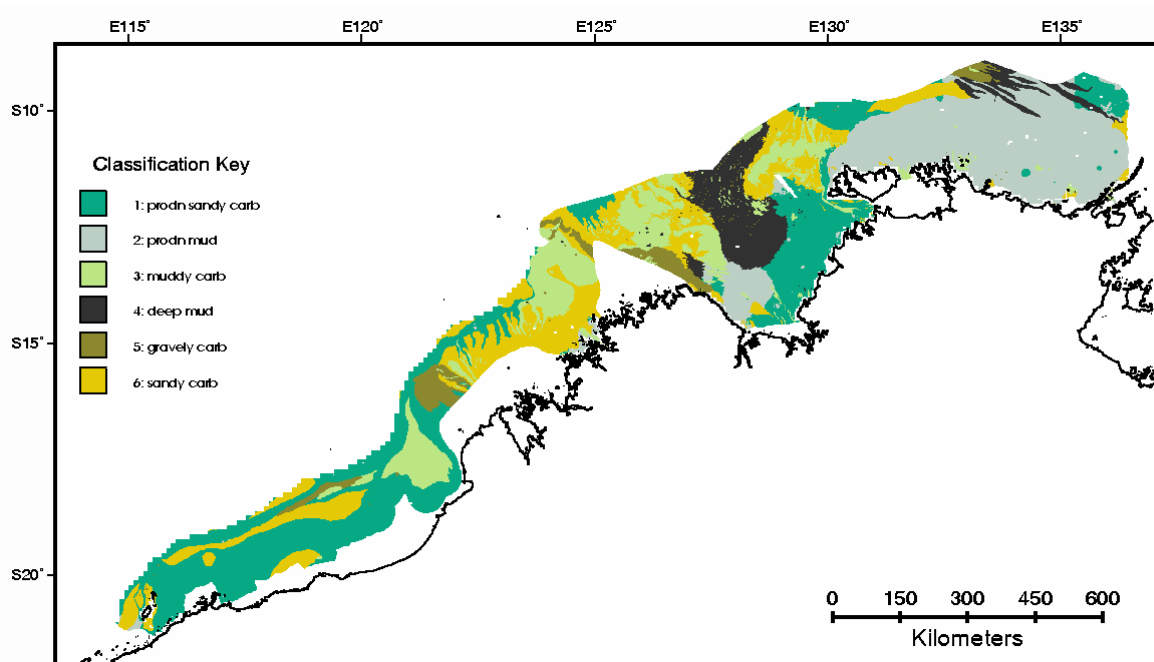 E115° E120° E125° E130° E135°
S10°
Classification Key
1: prodn sandy carb
2: prodn mud
3: muddy carb
4: deep mud
5: gravely carb
6: sandy carb
S15°
S20°
0 150 300 450 600
Kilometers